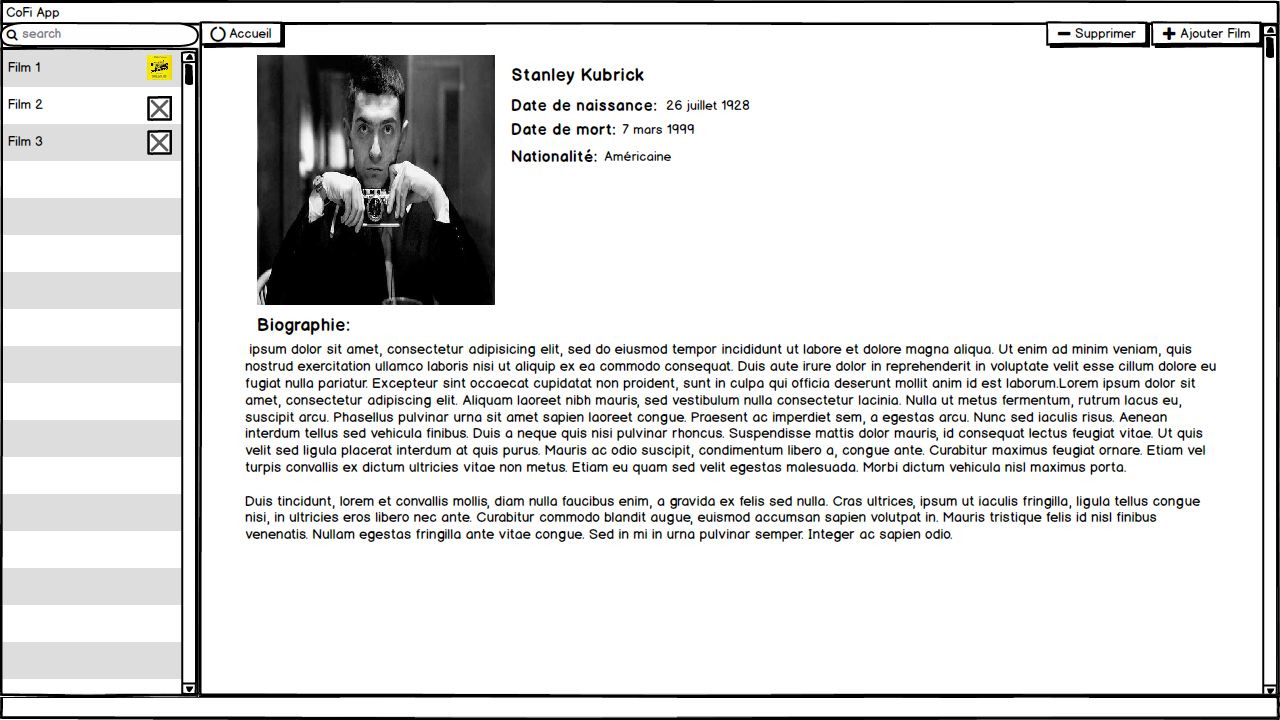 CoFi App
search
Accueil
Supprimer
Ajouter Film
Film 1
Film 2
Film 3
Stanley Kubrick
Date de naissance: 26 juillet 1928
Date de mort: 7 mars 1999
Nationalité: Américaine
Biographie:
ipsum dolor sit amet, consectetur adipisicing elit, sed do eiusmod tempor incididunt ut labore et dolore magna aliqua. Ut enim ad minim veniam, quis
nostrud exercitation ullamco laboris nisi ut aliquip ex ea commodo consequat. Duis aute irure dolor in reprehenderit in voluptate velit esse cillum dolore eu
fugiat nulla pariatur. Excepteur sint occaecat cupidatat non proident, sunt in culpa qui officia deserunt mollit anim id est laborum.Lorem ipsum dolor sit
amet, consectetur adipiscing elit. Aliquam laoreet nibh mauris, sed vestibulum nulla consectetur lacinia. Nulla ut metus fermentum, rutrum lacus eu,
suscipit arcu. Phasellus pulvinar urna sit amet sapien laoreet congue. Praesent ac imperdiet sem, a egestas arcu. Nunc sed iaculis risus. Aenean
interdum tellus sed vehicula finibus. Duis a neque quis nisi pulvinar rhoncus. Suspendisse mattis dolor mauris, id consequat lectus feugiat vitae. Ut quis
velit sed ligula placerat interdum at quis purus. Mauris ac odio suscipit, condimentum libero a, congue ante. Curabitur maximus feugiat ornare. Etiam vel
turpis convallis ex dictum ultricies vitae non metus. Etiam eu quam sed velit egestas malesuada. Morbi dictum vehicula nisl maximus porta.
Duis tincidunt, lorem et convallis mollis, diam nulla faucibus enim, a gravida ex felis sed nulla. Cras ultrices, ipsum ut iaculis fringilla, ligula tellus congue
nisi, in ultricies eros libero nec ante. Curabitur commodo blandit augue, euismod accumsan sapien volutpat in. Mauris tristique felis id nisl finibus
venenatis. Nullam egestas fringilla ante vitae congue. Sed in mi in urna pulvinar semper. Integer ac sapien odio.